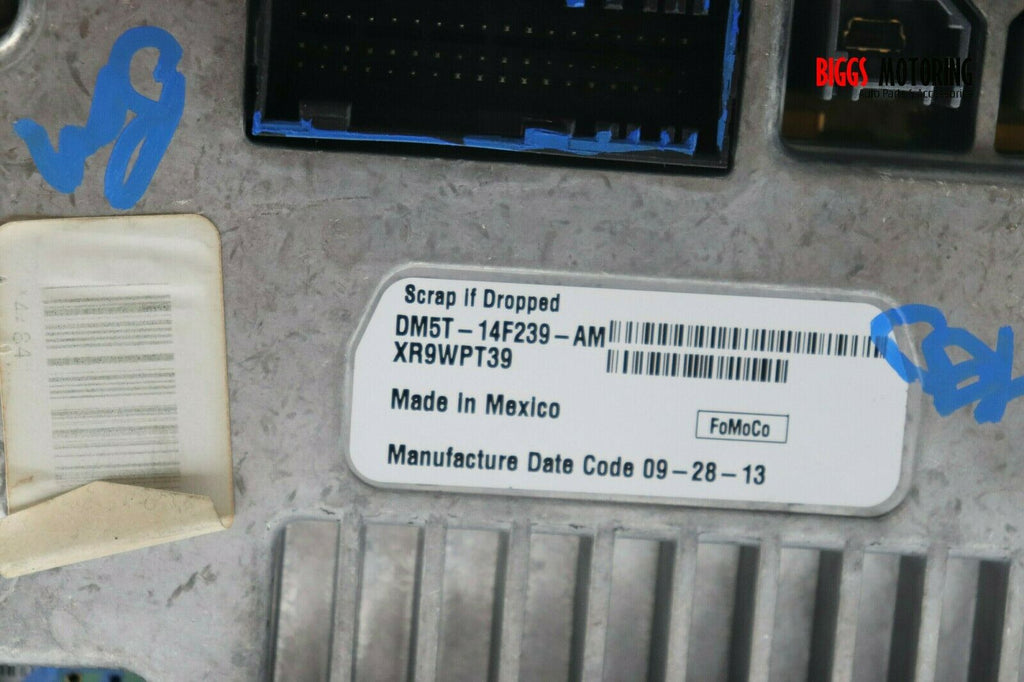 BIGGS MOTORING
Scrap if Dropped
DM5T-14F239-AM
XR9WPT39
Made in Mexico
FoMoCo
Manufacture Date Code 09-28-13